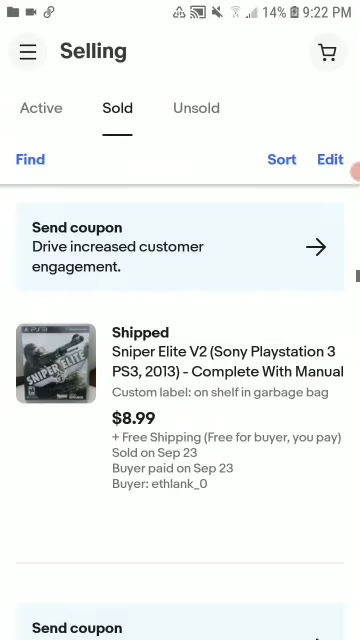 14% 9:22 PM
Selling
Active Sold Unsold
Find Sort Edit
Send coupon
Drive increased customer
engagement.
Shipped
Sniper Elite V2 (Sony Playstation 3
PS3, 2013) - Complete With Manual
Custom label: on shelf in garbage bag
$8.99
+ Free Shipping (Free for buyer, you pay)
Sold on Sep 23
Buyer paid on Sep 23
Buyer: ethlank_0
PS3
SNIPER ELITE
Send coupon